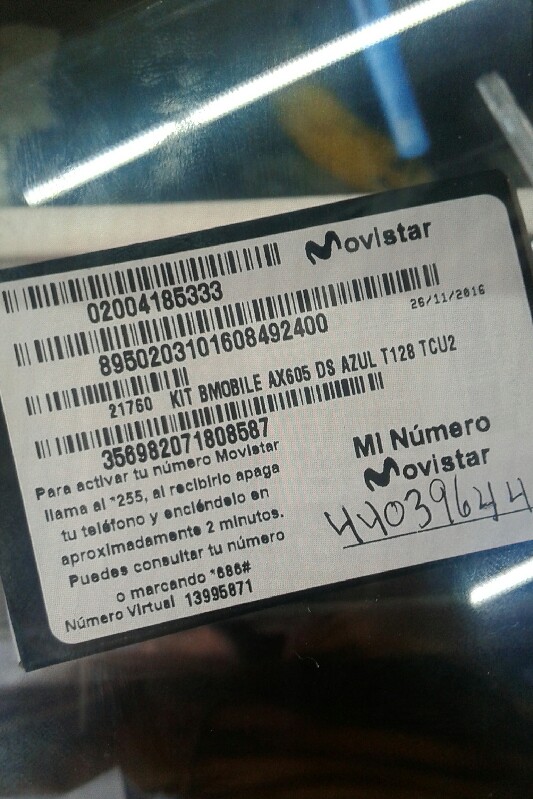 Movistar
02004185333
26/11/2016
8950203101608492400
21760 KIT BMOBILE AX605 DS AZUL T128 TCU2
356982071808587
Para activar tu número Movistar
llama al *255, al recibirlo apaga
tu teléfono y enciéndelo en
aproximadamente 2 minutos.
Puedes consultar tu número
o marcando *686#
Número Virtual 13995871
Mi Número
Movistar
44039644